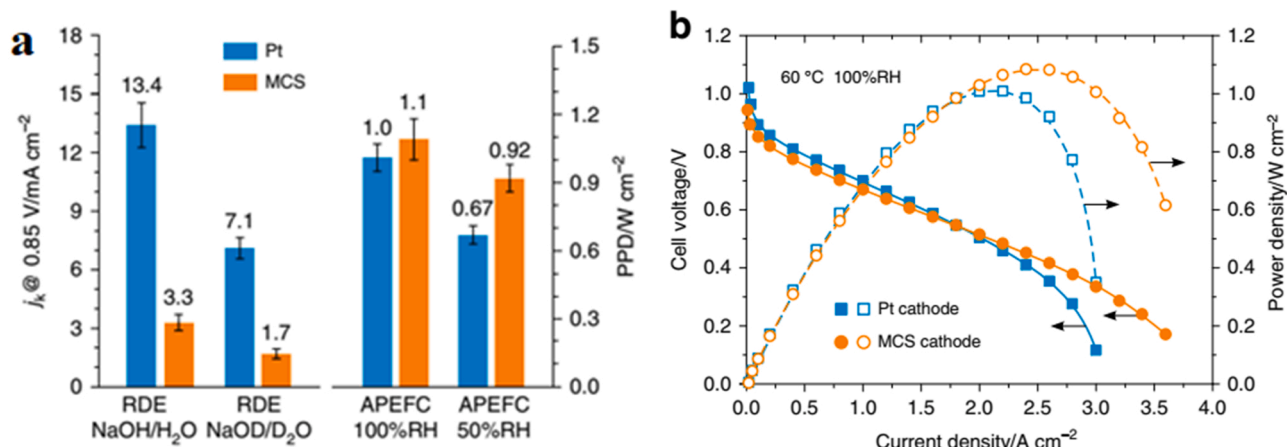 a
18
15
12
9
6
3
0
jk@ 0.85 V/mA cm−2
Pt
MCS
13.4
3.3
7.1
1.7
1.0
1.1
0.67
0.92
1.5
1.2
0.9
0.6
0.3
0.0
PPD/W cm−2
RDE
NaOH/H2O
RDE
NaOD/D2O
APEFC
100%RH
APEFC
50%RH
b
1.2
1.0
0.8
0.6
0.4
0.2
0.0
Cell voltage/V
60 °C 100%RH
Pt cathode
MCS cathode
1.2
1.0
0.8
0.6
0.4
0.2
0.0
Power density/W cm−2
0.0 0.5 1.0 1.5 2.0 2.5 3.0 3.5 4.0
Current density/A cm−2